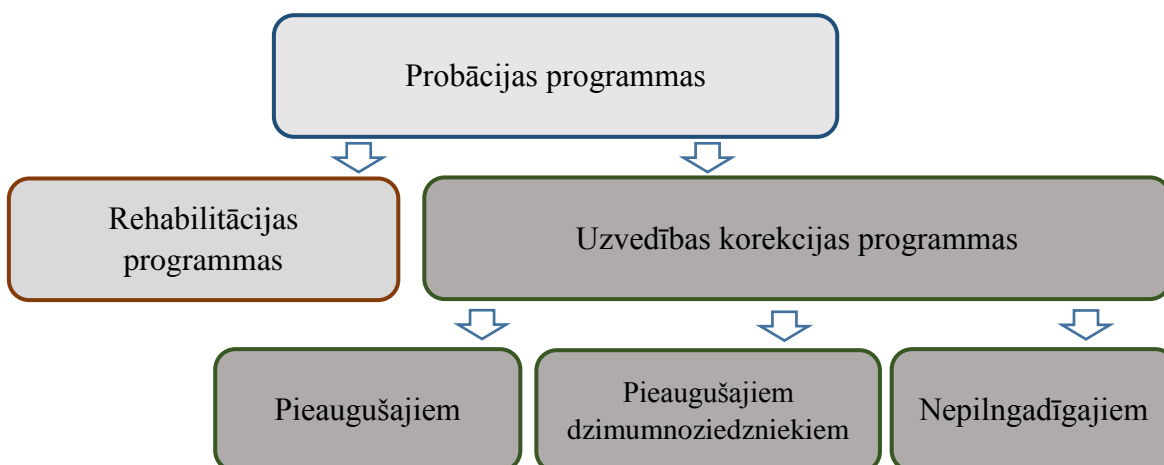 Probācijas programmas
Rehabilitācijas
programmas
Uzvedības korekcijas programmas
Pieaugušajiem
Pieaugušajiem
dzimumnoziedzniekiem
Nepilngadīgajiem